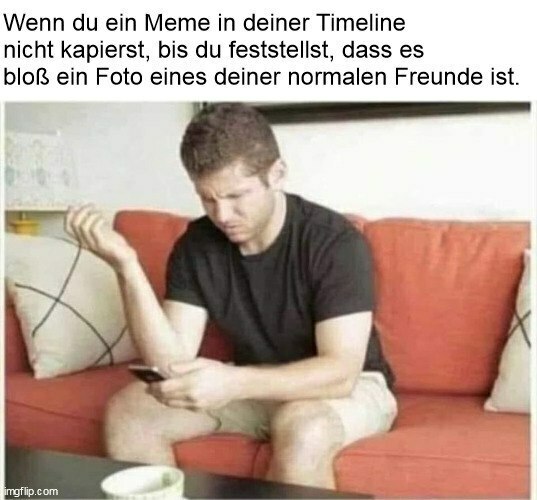 Wenn du ein Meme in deiner Timeline
nicht kapierst, bis du feststellst, dass es
bloß ein Foto eines deiner normalen Freunde ist.
imgflip.com